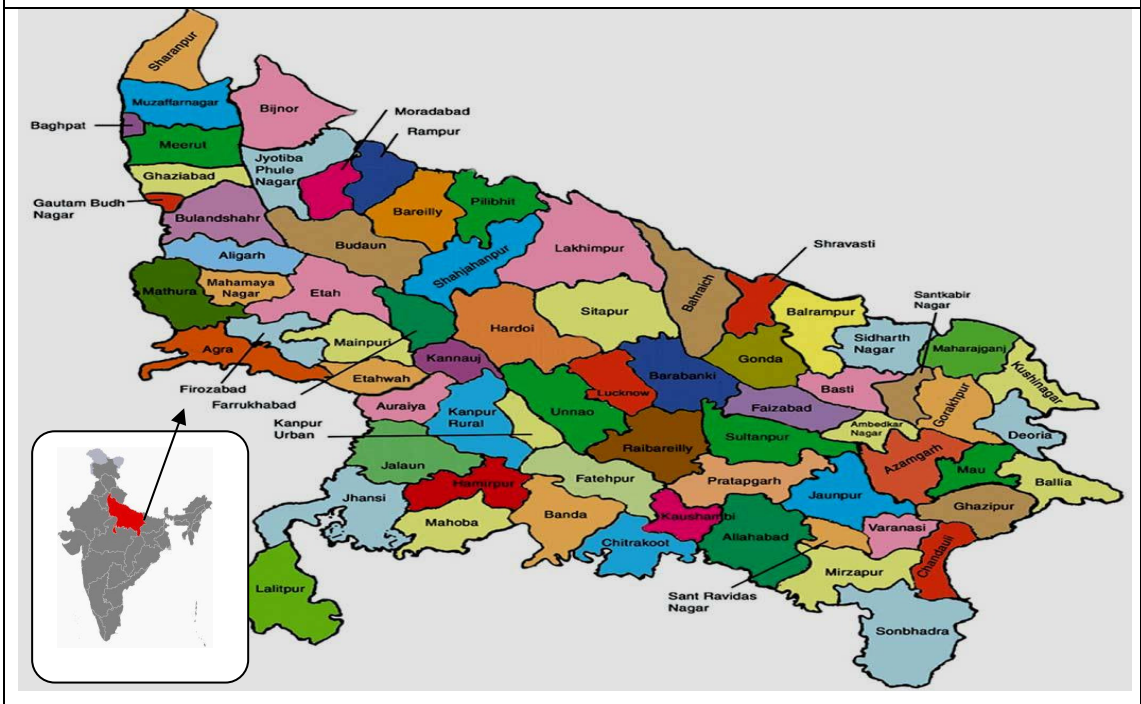 Sharanpur
Muzaffarnagar
Bijnor
Moradabad
Rampur
Baghpat
Meerut
Jyotiba
Phule
Nagar
Ghaziabad
Gautam Budh
Nagar
Bulandshahr
Bareilly
Pilibhit
Budaun
Aligarh
Shahjahanpur
Lakhimpur
Shravasti
Mathura
Mahamaya
Nagar
Etah
Bahraich
Santkabir
Nagar
Hardoi
Sitapur
Balrampur
Agra
Mainpuri
Sidharth
Nagar
Maharajganj
Kannauj
Gonda
Kushinagar
Firozabad
Etahwah
Barabanki
Basti
Gorakhpur
Farrukhabad
Auraiya
Lucknow
Faizabad
Kanpur
Urban
Kanpur
Rural
Unnao
Ambedkar
Nagar
Deoria
Raibareilly
Sultanpur
Azamgarh
Jalaun
Mau
Jhansi
Hamirpur
Fatehpur
Pratapgarh
Jaunpur
Ballia
Mahoba
Banda
Kaushambi
Ghazipur
Chitrakoot
Allahabad
Varanasi
Chandauli
Lalitpur
Sant Ravidas
Nagar
Mirzapur
Sonbhadra